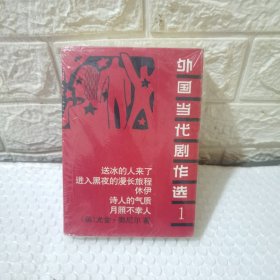 外国当代剧作选1
送冰的人来了
进入黑夜的漫长旅程
休伊
诗人的气质
月照不幸人
〔美〕尤金·奥尼尔著